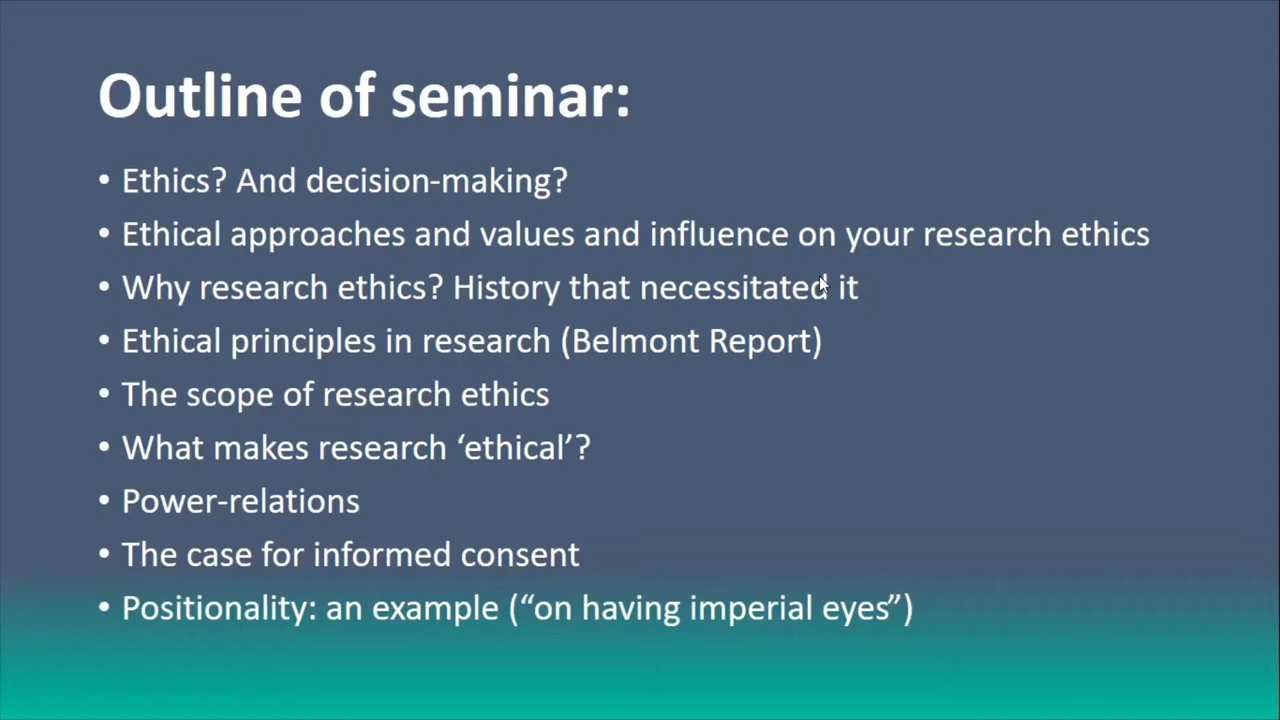 Outline of seminar:
• Ethics? And decision-making?
• Ethical approaches and values and influence on your research ethics
• Why research ethics? History that necessitated it
• Ethical principles in research (Belmont Report)
• The scope of research ethics
• What makes research ‘ethical’?
• Power-relations
• The case for informed consent
• Positionality: an example (“on having imperial eyes”)